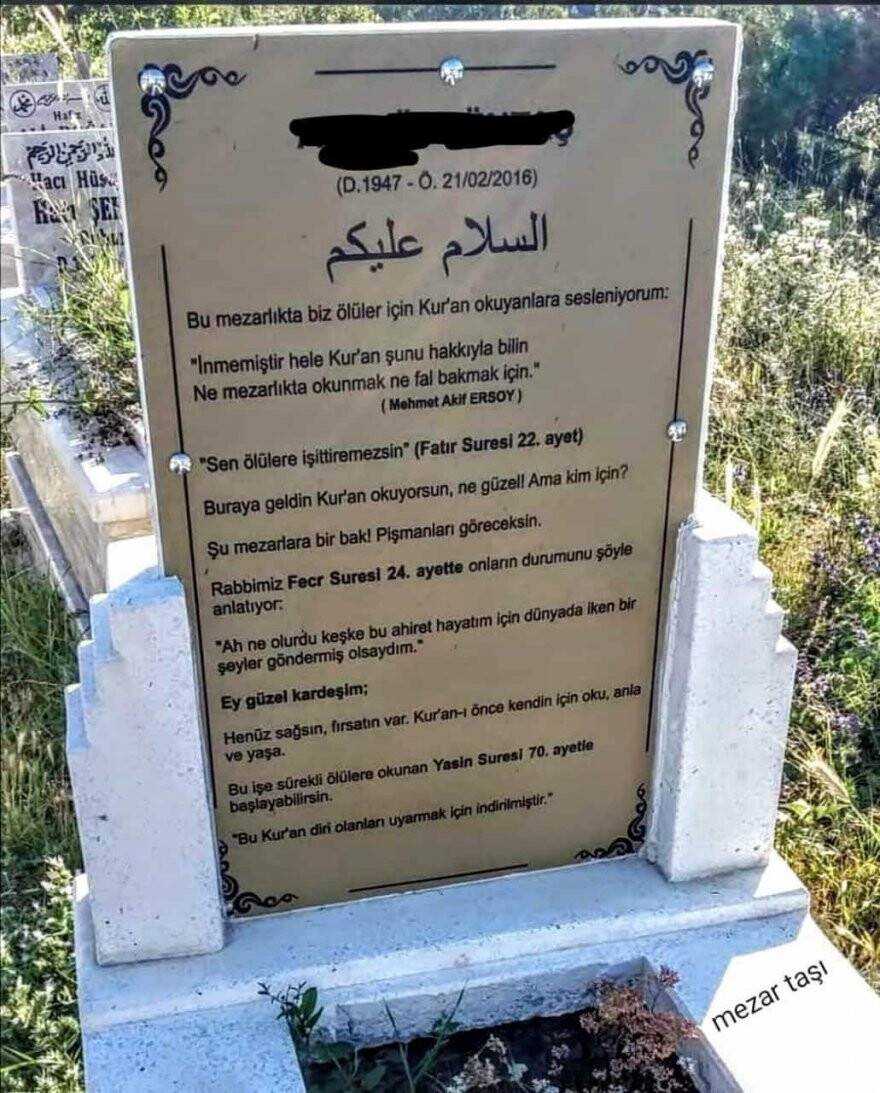 (D.1947 - Ö. 21/02/2016)
السلام عليكم
Bu mezarlıkta biz ölüler için Kur'an okuyanlara sesleniyorum:
"İnmemiştir hele Kur'an şunu hakkıyla bilin
Ne mezarlıkta okunmak ne fal bakmak için."
( Mehmet Akif ERSOY )
"Sen ölülere işittiremezsin" (Fatır Suresi 22. ayet)
Buraya geldin Kur'an okuyorsun, ne güzel! Ama kim için?
Şu mezarlara bir bak! Pişmanları göreceksin.
Rabbimiz Fecr Suresi 24. ayette onların durumunu şöyle
anlatıyor:
"Ah ne olurdu keşke bu ahiret hayatım için dünyada iken bir
şeyler göndermiş olsaydım."
Ey güzel kardeşim;
Henüz sağsın, fırsatın var. Kur'an-ı önce kendin için oku, anla
ve yaşa.
Bu işe sürekli ölülere okunan Yasin Suresi 70. ayetle
başlayabilirsin.
"Bu Kur'an diri olanları uyarmak için indirilmiştir."
mezar taşı
Hafız
Hacı